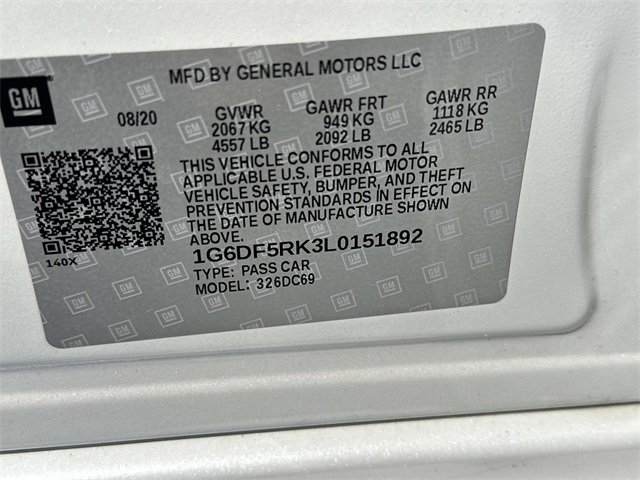 MFD BY GENERAL MOTORS LLC
GM
08/20
GVWR GAWR FRT GAWR RR
2067 KG 949 KG 1118 KG
4557 LB 2092 LB 2465 LB
THIS VEHICLE CONFORMS TO ALL
APPLICABLE U.S. FEDERAL MOTOR
VEHICLE SAFETY, BUMPER, AND THEFT
PREVENTION STANDARDS IN EFFECT ON
THE DATE OF MANUFACTURE SHOWN
ABOVE.
140X
1G6DF5RK3L0151892
TYPE: PASS CAR
MODEL: 326DC69